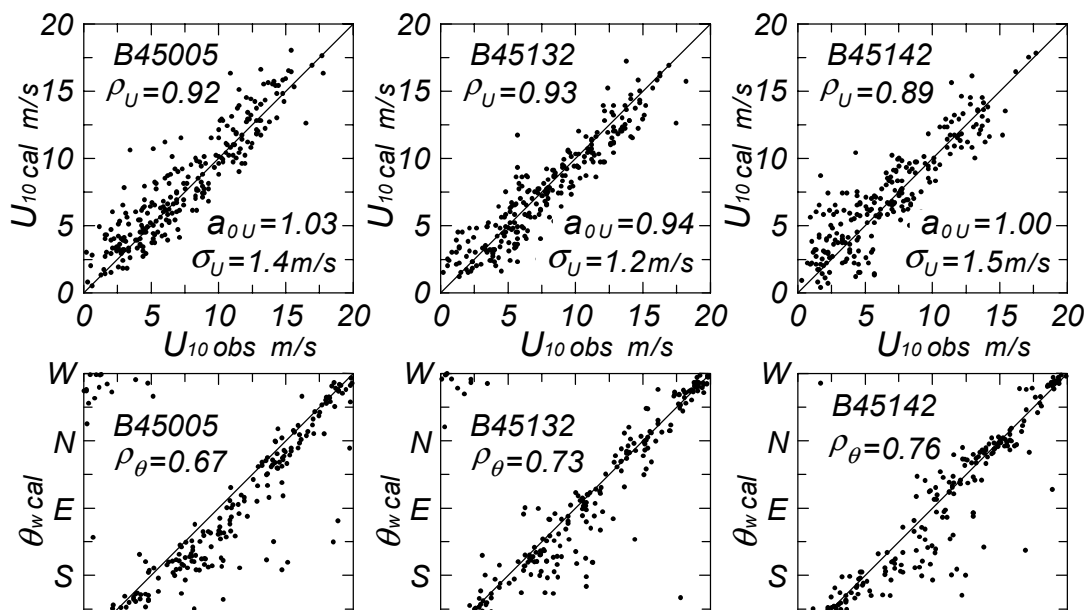 20
15
10
5
0
U10 cal m/s
B45005
ρU=0.92
a0U=1.03
σU=1.4m/s
0 5 10 15 20
U10 obs m/s
20
15
10
5
0
U10 cal m/s
B45132
ρU=0.93
a0U=0.94
σU=1.2m/s
0 5 10 15 20
U10 obs m/s
20
15
10
5
0
U10 cal m/s
B45142
ρU=0.89
a0U=1.00
σU=1.5m/s
0 5 10 15 20
U10 obs m/s
W
N
E
S
θw cal
B45005
ρθ=0.67
W
N
E
S
θw cal
B45132
ρθ=0.73
W
N
E
S
θw cal
B45142
ρθ=0.76